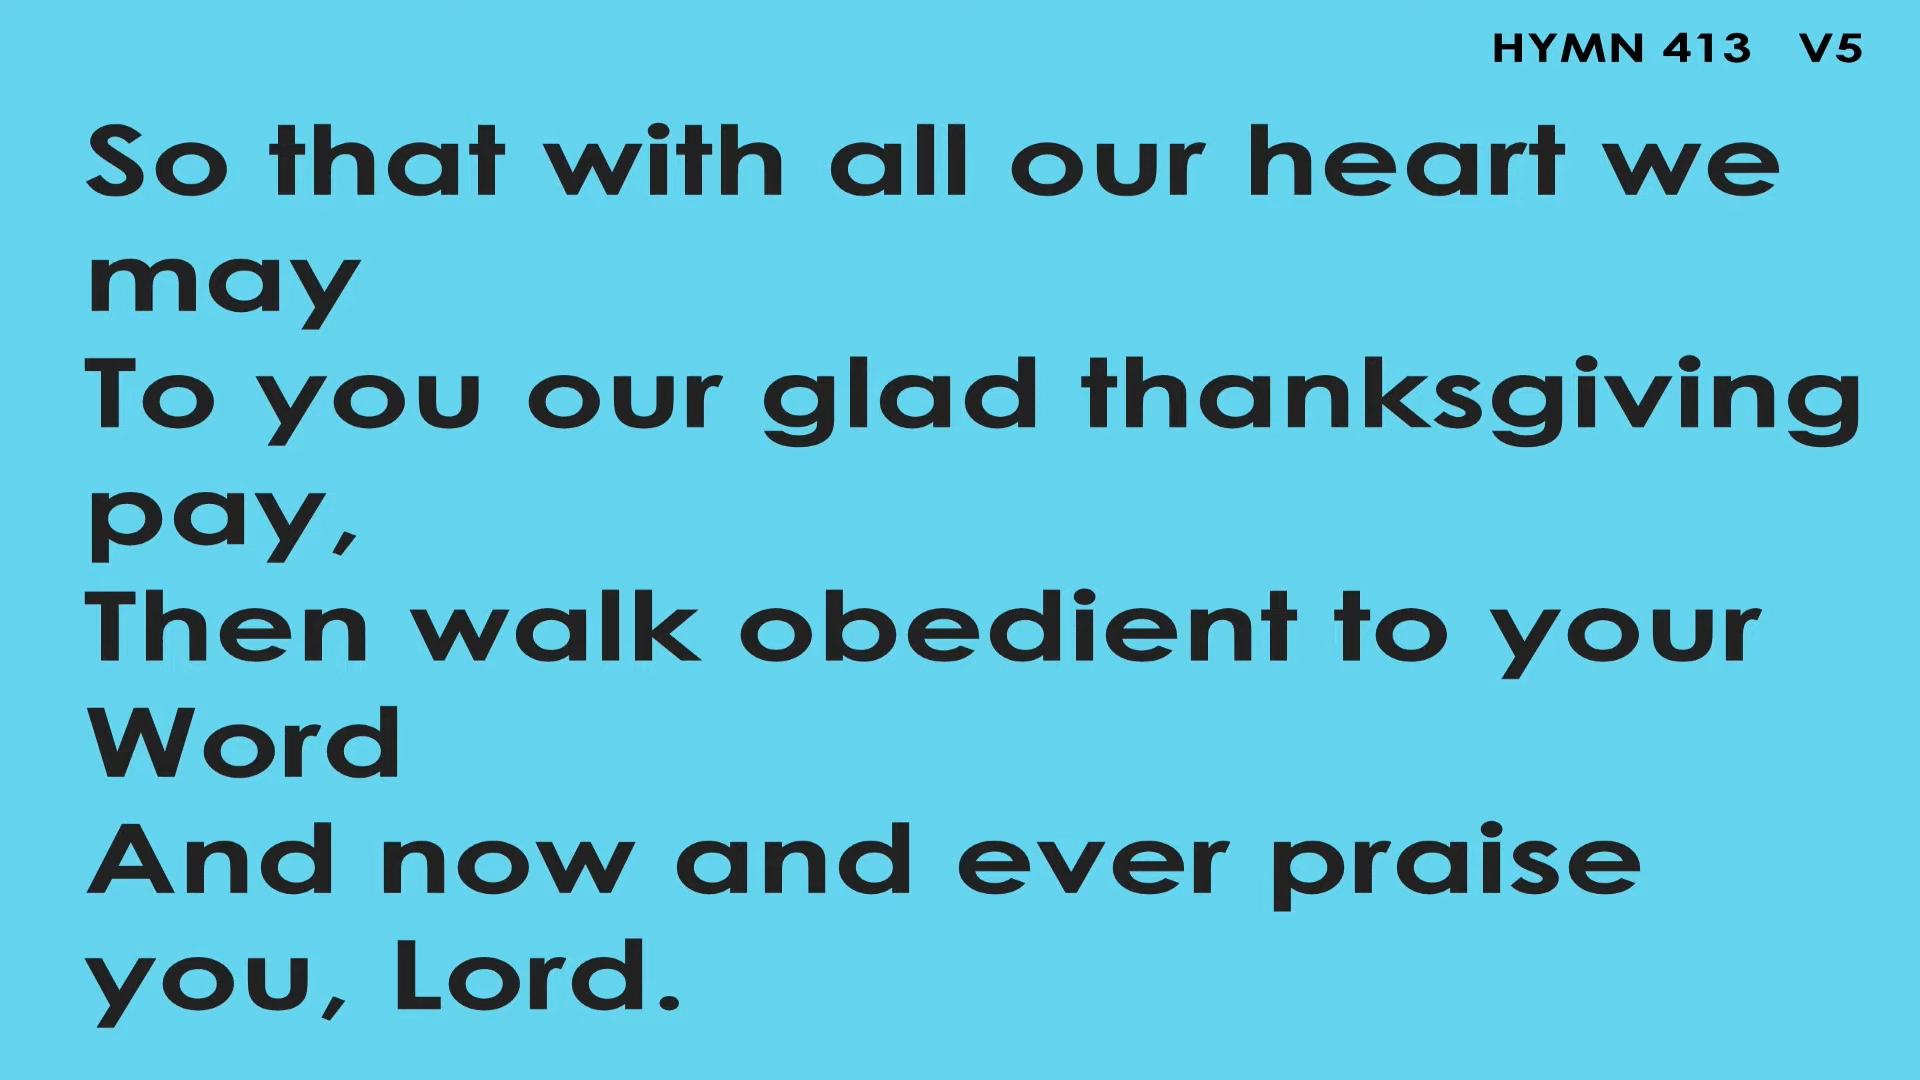 HYMN 413 V5
So that with all our heart we
may
To you our glad thanksgiving
pay,
Then walk obedient to your
Word
And now and ever praise
you, Lord.